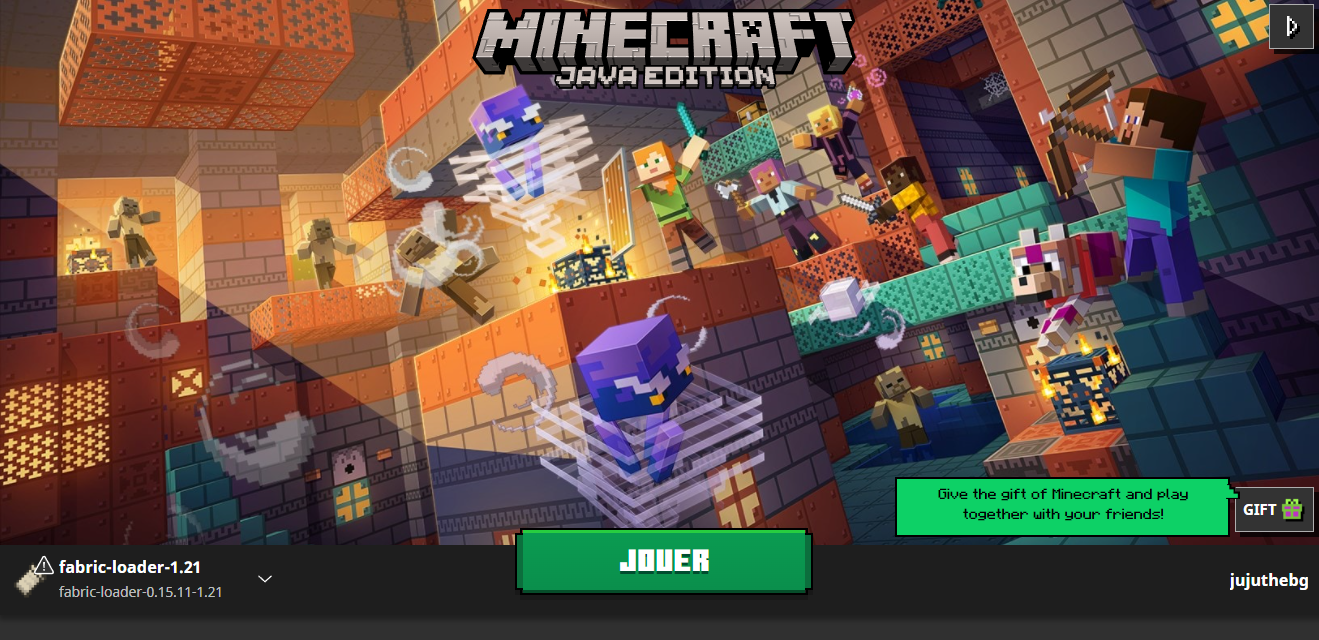 MINECRAFT
JAVA EDITION
Give the gift of Minecraft and play
together with your friends!
GIFT
JOUER
fabric-loader-1.21
fabric-loader-0.15.11-1.21
jujuthebg